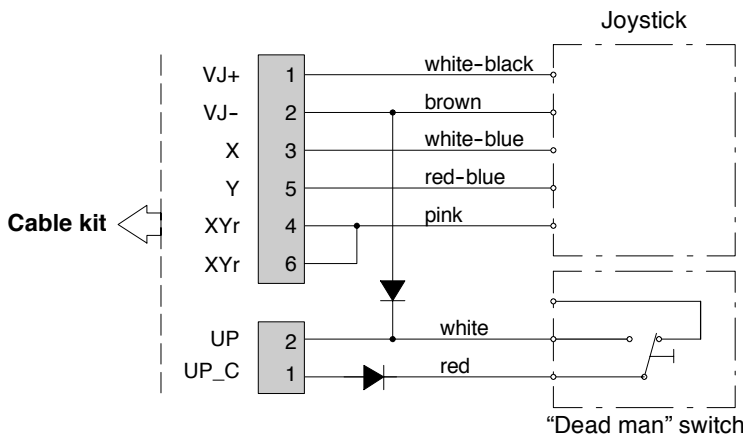 Joystick
VJ+ 1 white-black
VJ- 2 brown
X 3 white-blue
Y 5 red-blue
Cable kit
XYr 4 pink
XYr 6
UP 2 white
UP_C 1 red
“Dead man” switch